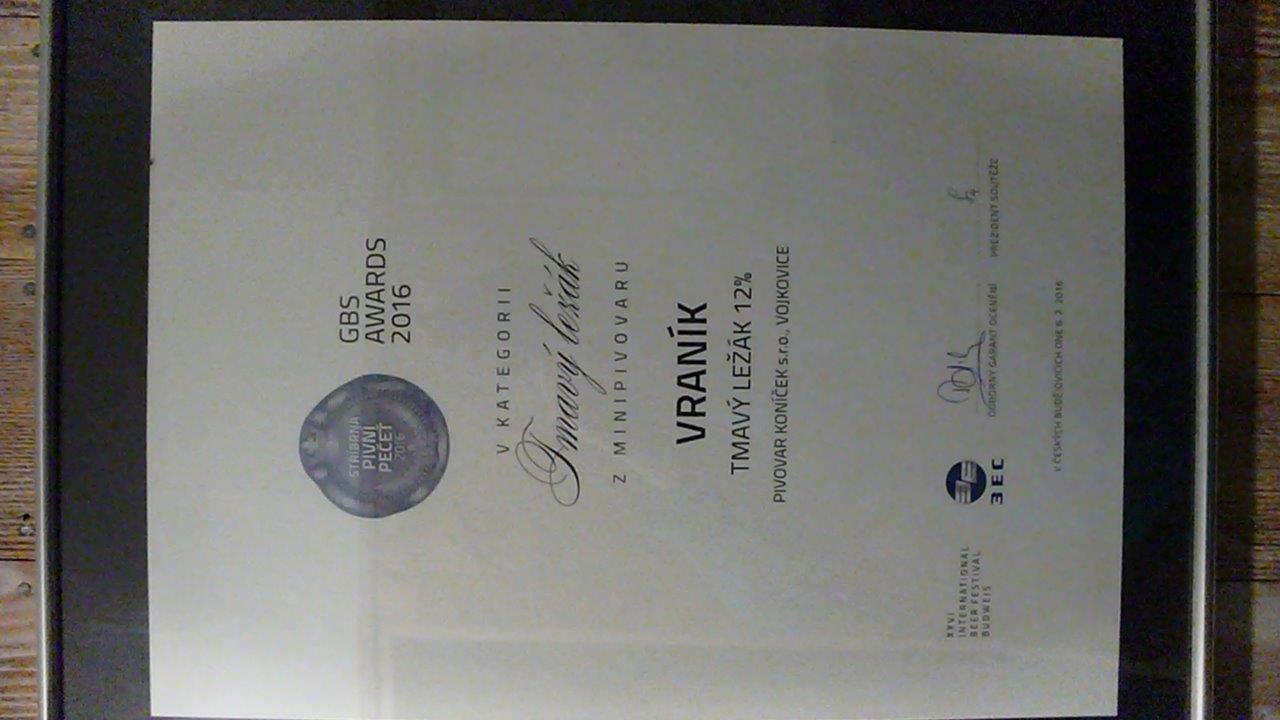 STŘÍBRNÁ
PIVNÍ
PEČEŤ
2016
GBS
AWARDS
2016
V KATEGORII
Tmavý ležák
Z MINIPIVOVARU
VRANÍK
TMAVÝ LEŽÁK 12%
PIVOVAR KONÍČEK s.r.o., VOJKOVICE
XXVI
INTERNATIONAL
BEER FESTIVAL
BUDWEIS
3EC
ODBORNÝ GARANT OCENĚNÍ
PREZIDENT SOUTĚŽE
V ČESKÝCH BUDĚJOVICÍCH DNE 6. 2. 2016